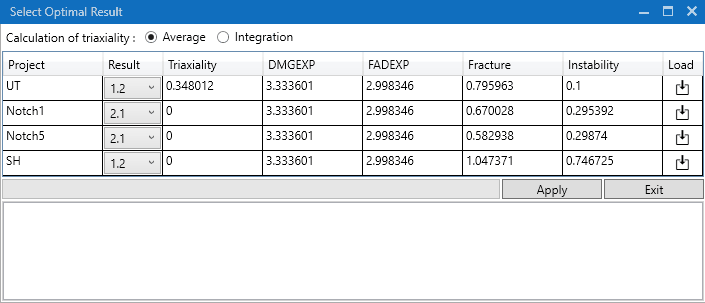 Select Optimal Result
Calculation of triaxiality : Average Integration
Project Result Triaxiality DMGEXP FADEXP Fracture Instability Load
UT 1.2 0.348012 3.333601 2.998346 0.795963 0.1
Notch1 2.1 0 3.333601 2.998346 0.670028 0.295392
Notch5 2.1 0 3.333601 2.998346 0.582938 0.29874
SH 1.2 0 3.333601 2.998346 1.047371 0.746725
Apply Exit